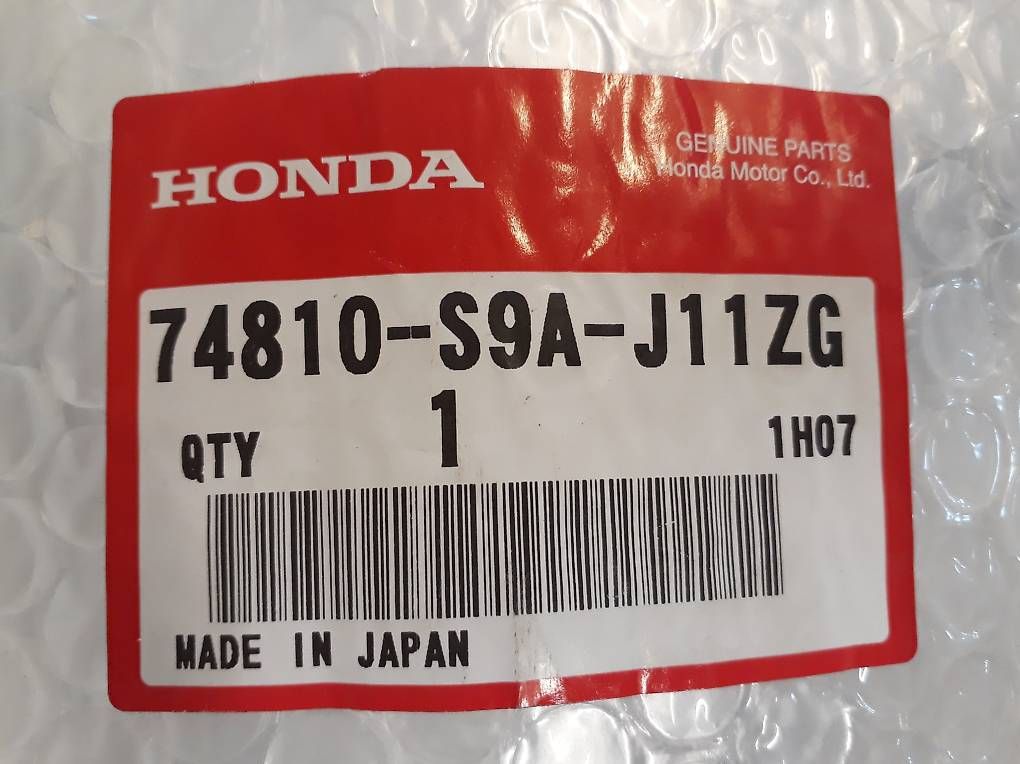 HONDA
GENUINE PARTS
Honda Motor Co., Ltd.
74810-S9A-J11ZG
QTY 1 1H07
MADE IN JAPAN